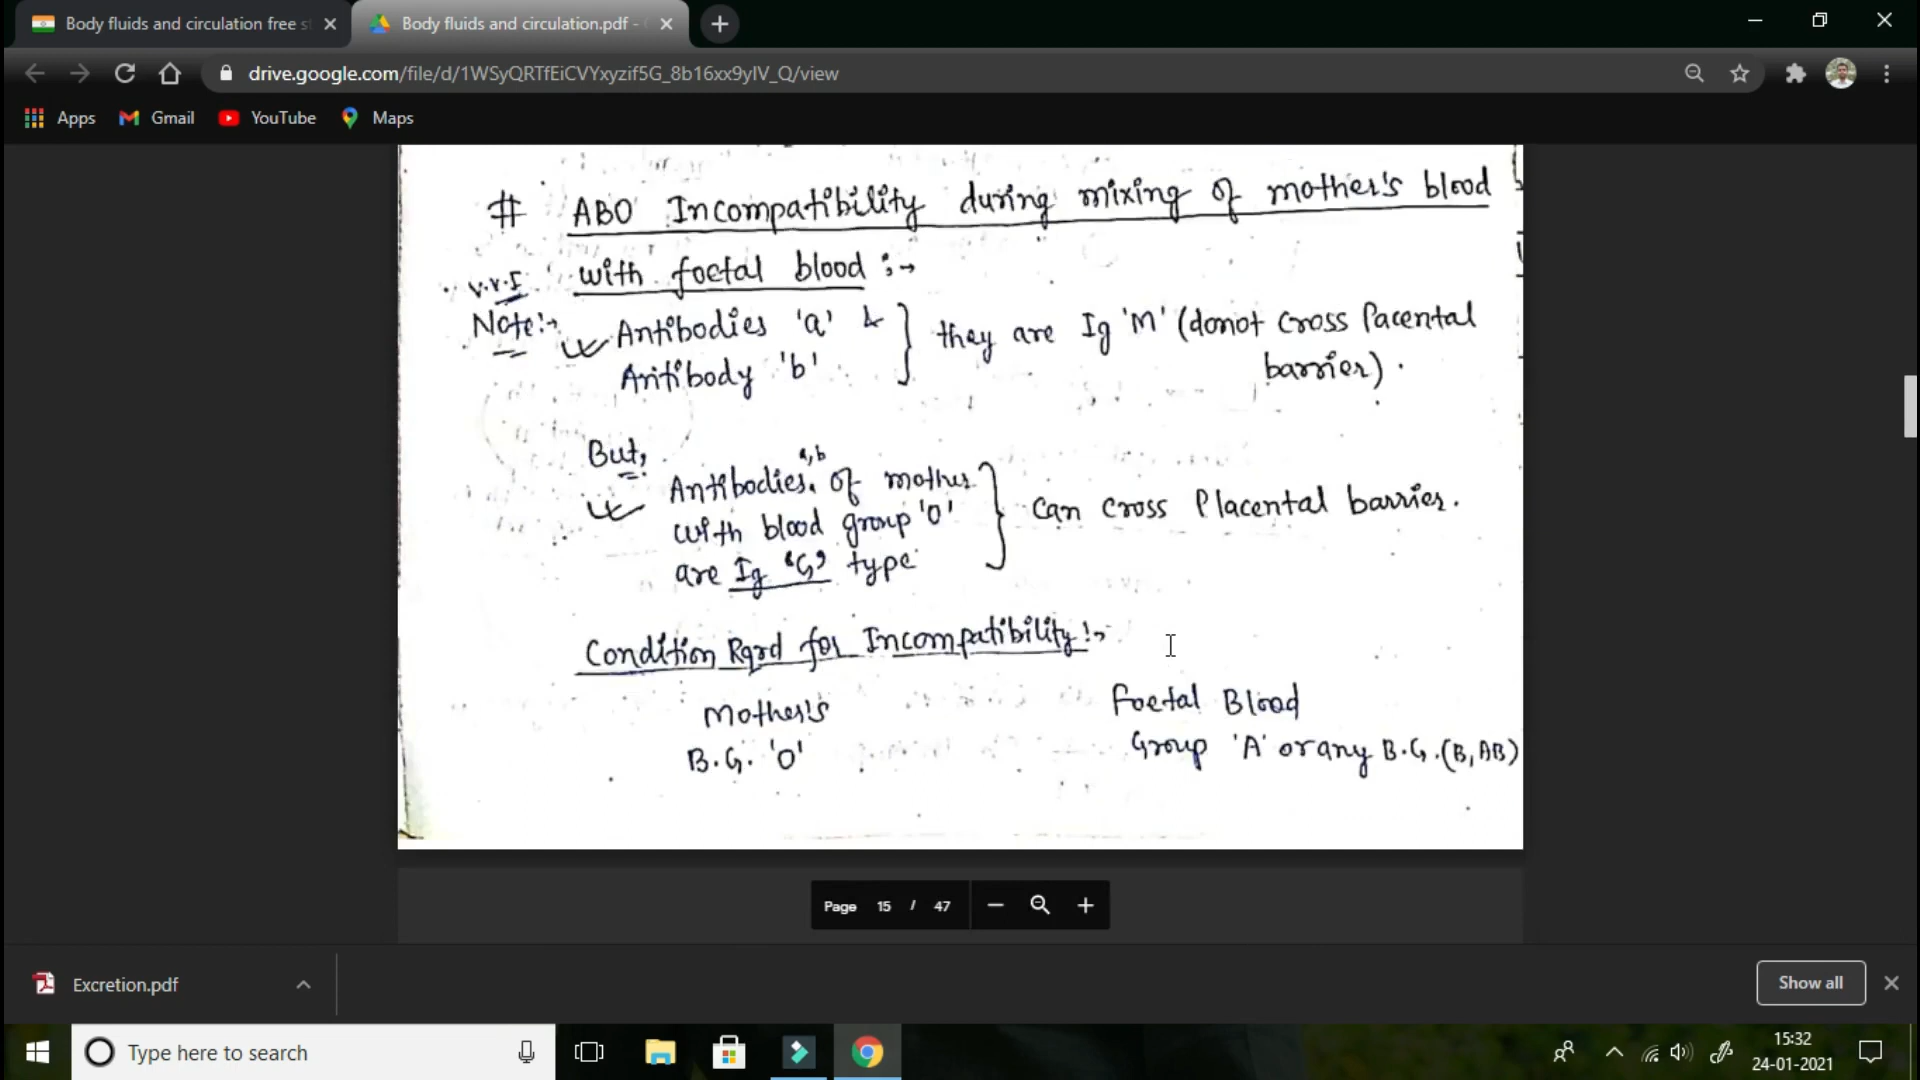 Body fluids and circulation free s
Body fluids and circulation.pdf -
drive.google.com/file/d/1WSyQRTfEiCVYxyzif5G_8b16xx9yIV_Q/view
Apps
Gmail
YouTube
Maps
# ABO Incompatibility during mixing of mother's blood
V.V.I with foetal blood :→
Note:→
Antibodies 'a' &
Antibody 'b'
they are Ig 'M' (donot cross Pacental
barrier).
But,
a,b
Antibodies. of mother
with blood group 'O'
are Ig 'G' type
can cross Placental barrier.
Condition Rqrd for Incompatibility:→
Mother's
B.G. 'O'
Foetal Blood
Group 'A' or any B.G.(B, AB)
Page 15 / 47
Excretion.pdf
Show all
Type here to search
15:32
24-01-2021